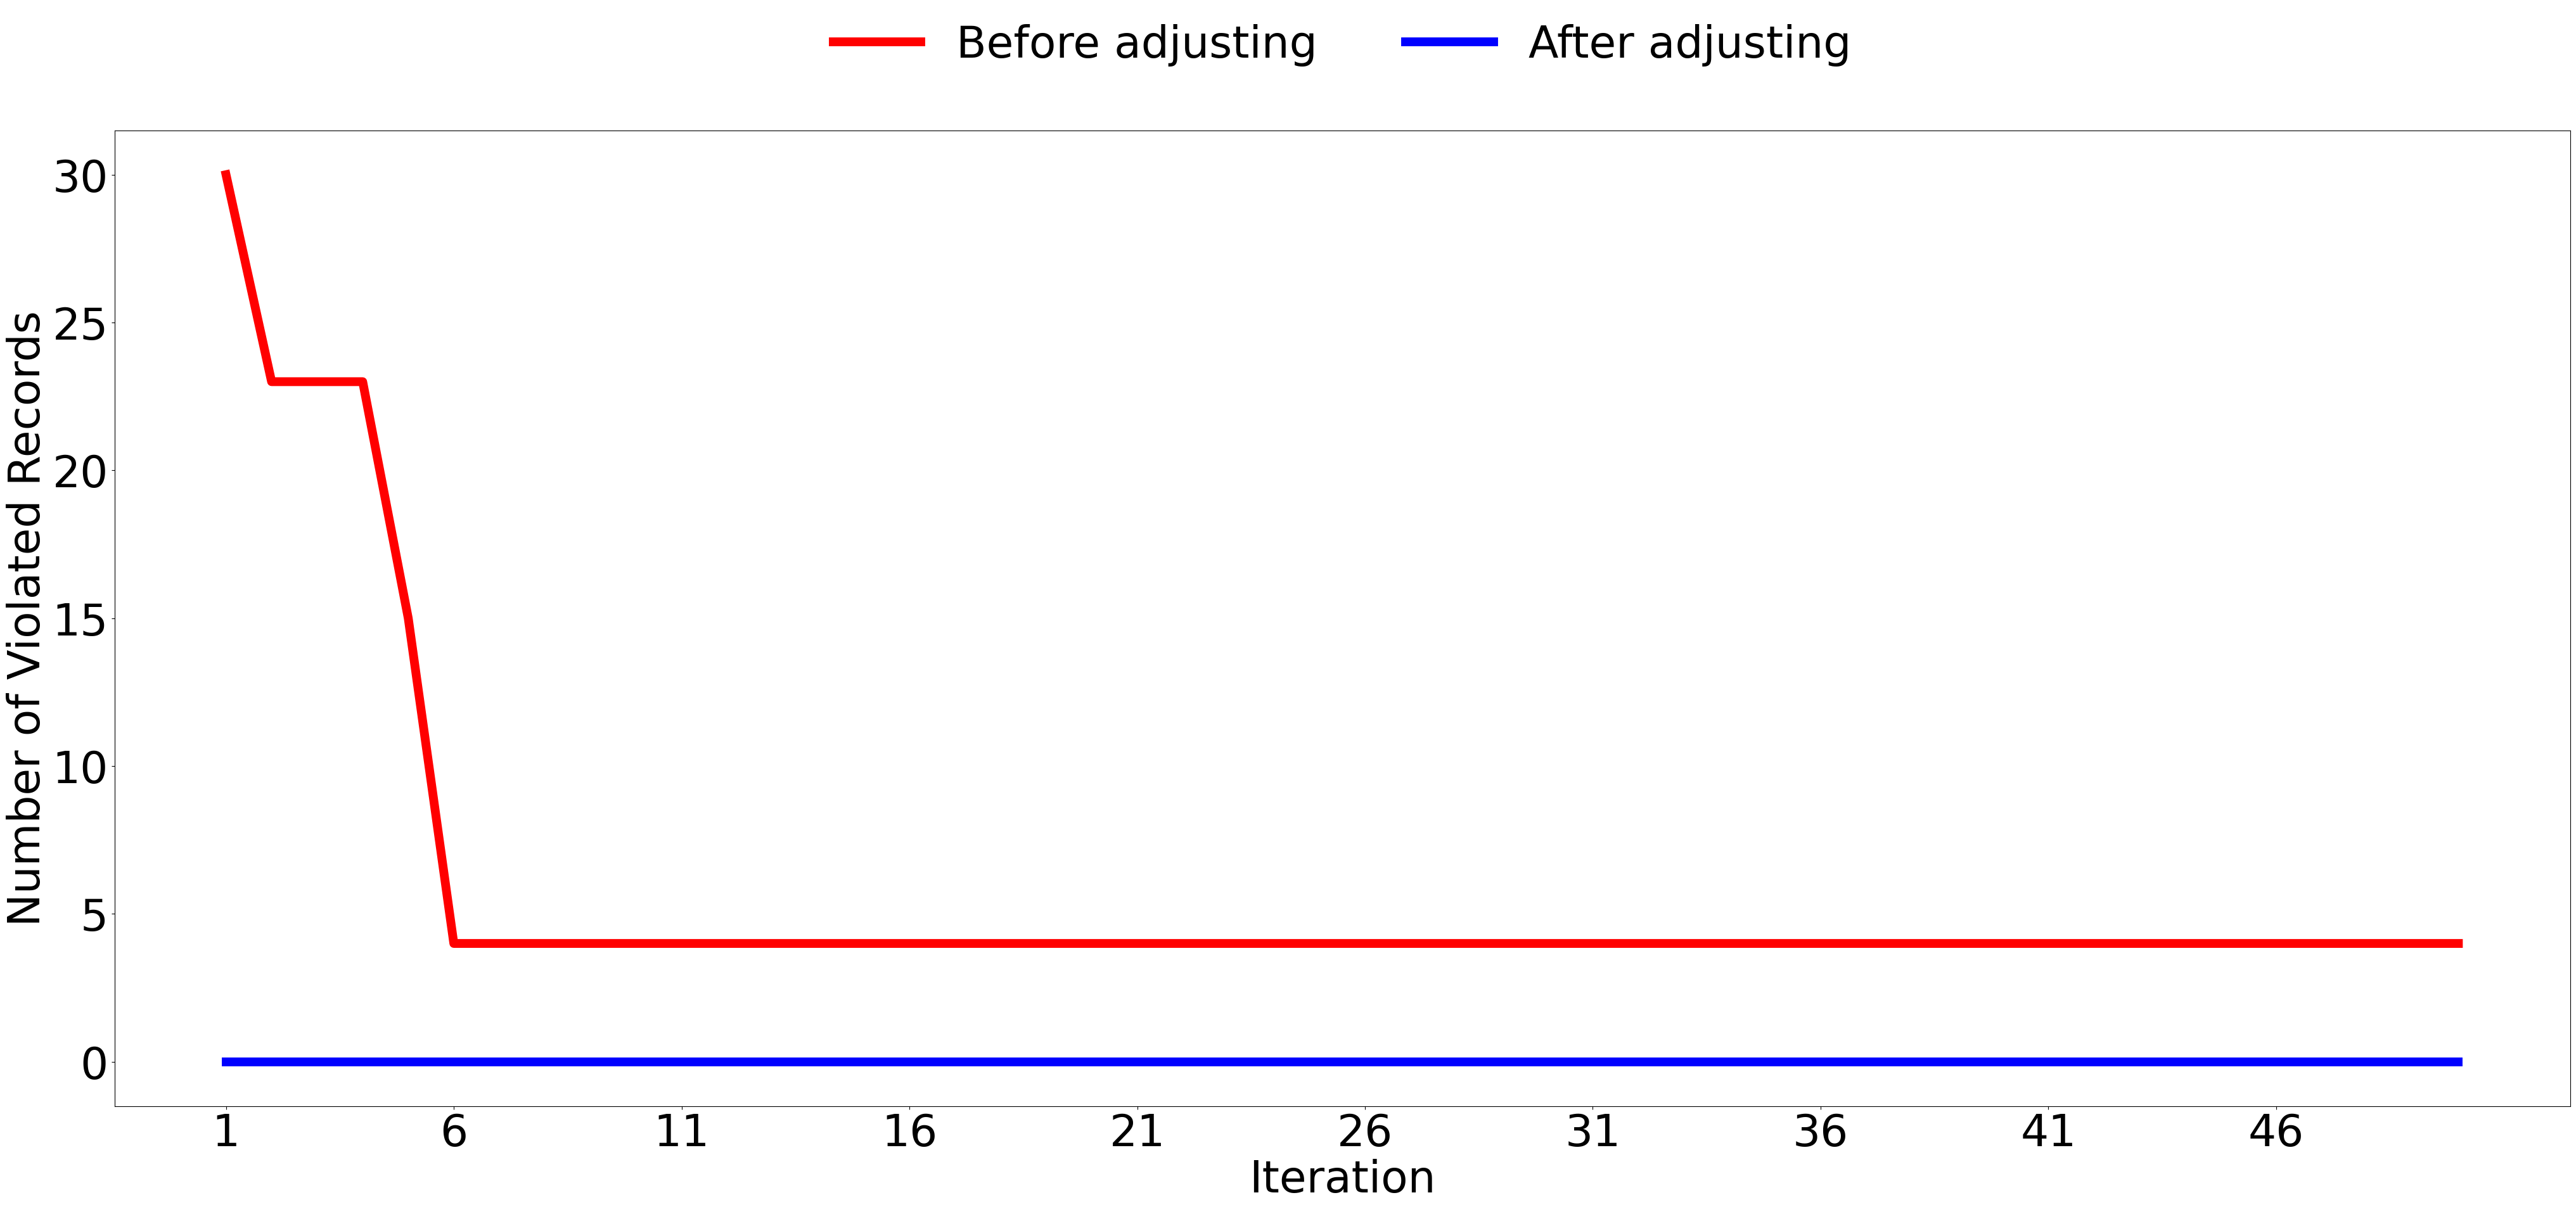 Before adjusting After adjusting
Number of Violated Records
30
25
20
15
10
5
0
1 6 11 16 21 26 31 36 41 46
Iteration